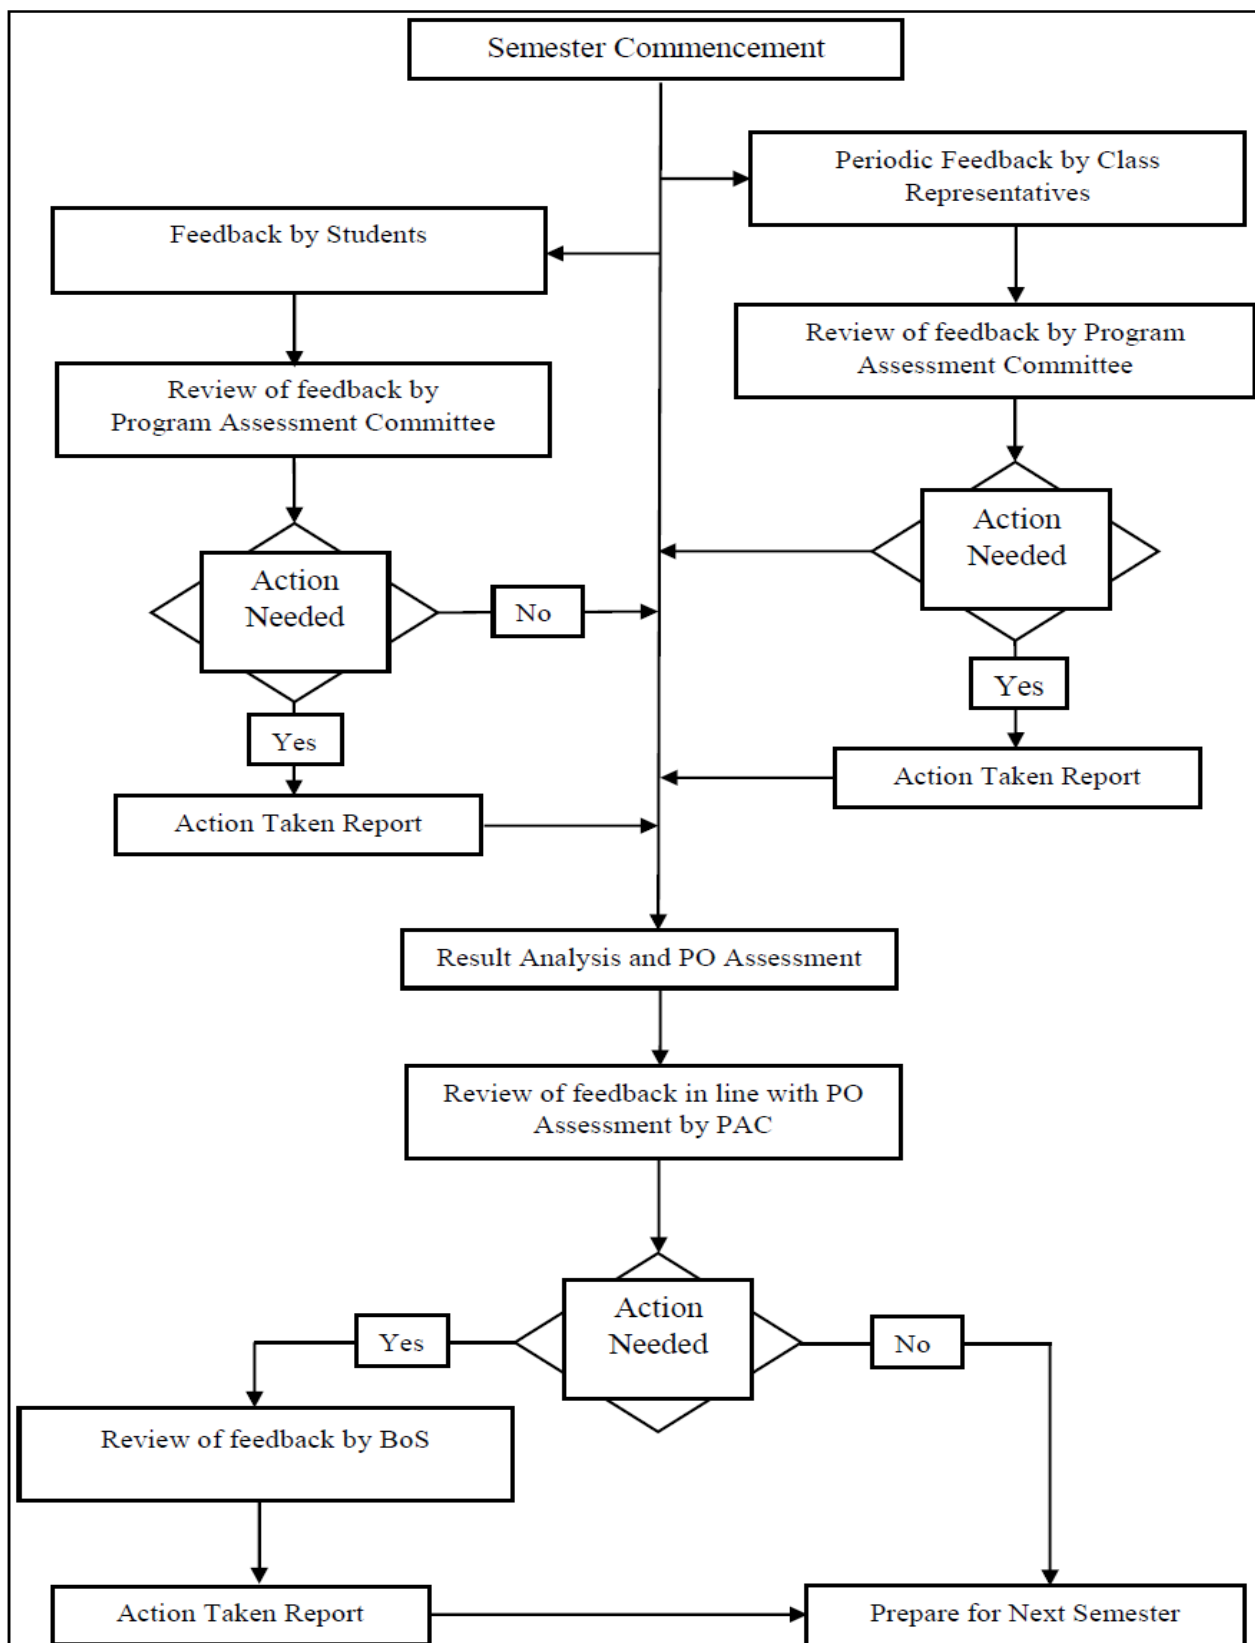 Semester Commencement
Periodic Feedback by Class
Representatives
Feedback by Students
Review of feedback by Program
Assessment Committee
Review of feedback by
Program Assessment Committee
Action
Needed
Action
Needed
No
Yes
Yes
Action Taken Report
Action Taken Report
Result Analysis and PO Assessment
Review of feedback in line with PO
Assessment by PAC
Action
Needed
Yes
No
Review of feedback by BoS
Action Taken Report
Prepare for Next Semester